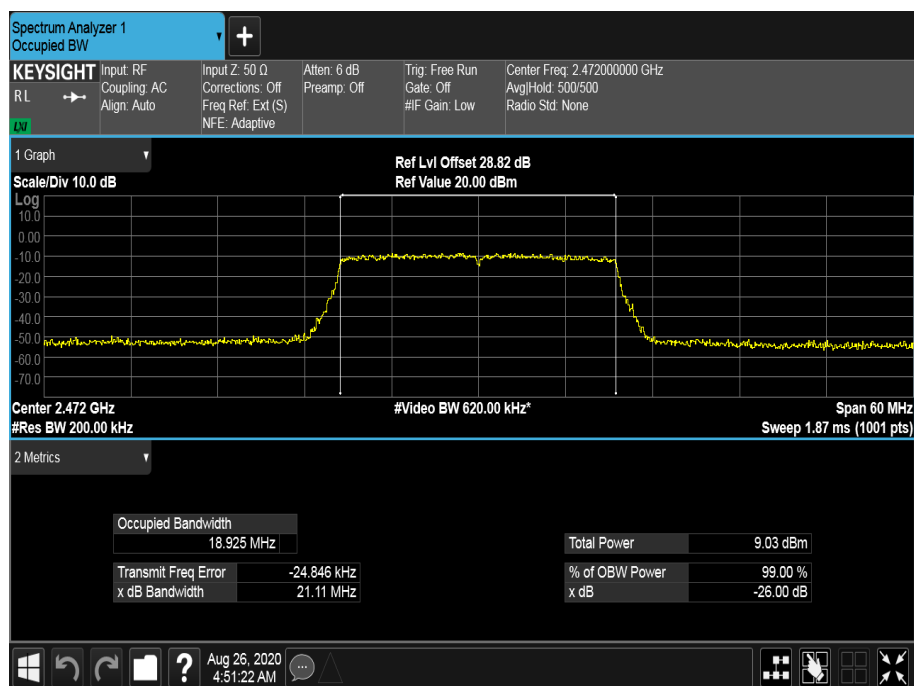 Spectrum Analyzer 1
Occupied BW
+
KEYSIGHT
RL
LXI
Input: RF
Coupling: AC
Align: Auto
Input Z: 50 Ω
Corrections: Off
Freq Ref: Ext (S)
NFE: Adaptive
Atten: 6 dB
Preamp: Off
Trig: Free Run
Gate: Off
#IF Gain: Low
Center Freq: 2.472000000 GHz
Avg|Hold: 500/500
Radio Std: None
1 Graph
Scale/Div 10.0 dB
Ref Lvl Offset 28.82 dB
Ref Value 20.00 dBm
Log
10.0
0.00
-10.0
-20.0
-30.0
-40.0
-50.0
-60.0
-70.0
Center 2.472 GHz
#Video BW 620.00 kHz*
Span 60 MHz
#Res BW 200.00 kHz
Sweep 1.87 ms (1001 pts)
2 Metrics
Occupied Bandwidth
18.925 MHz
Total Power 9.03 dBm
Transmit Freq Error -24.846 kHz
% of OBW Power 99.00 %
x dB Bandwidth 21.11 MHz
x dB -26.00 dB
?
Aug 26, 2020
4:51:22 AM
...